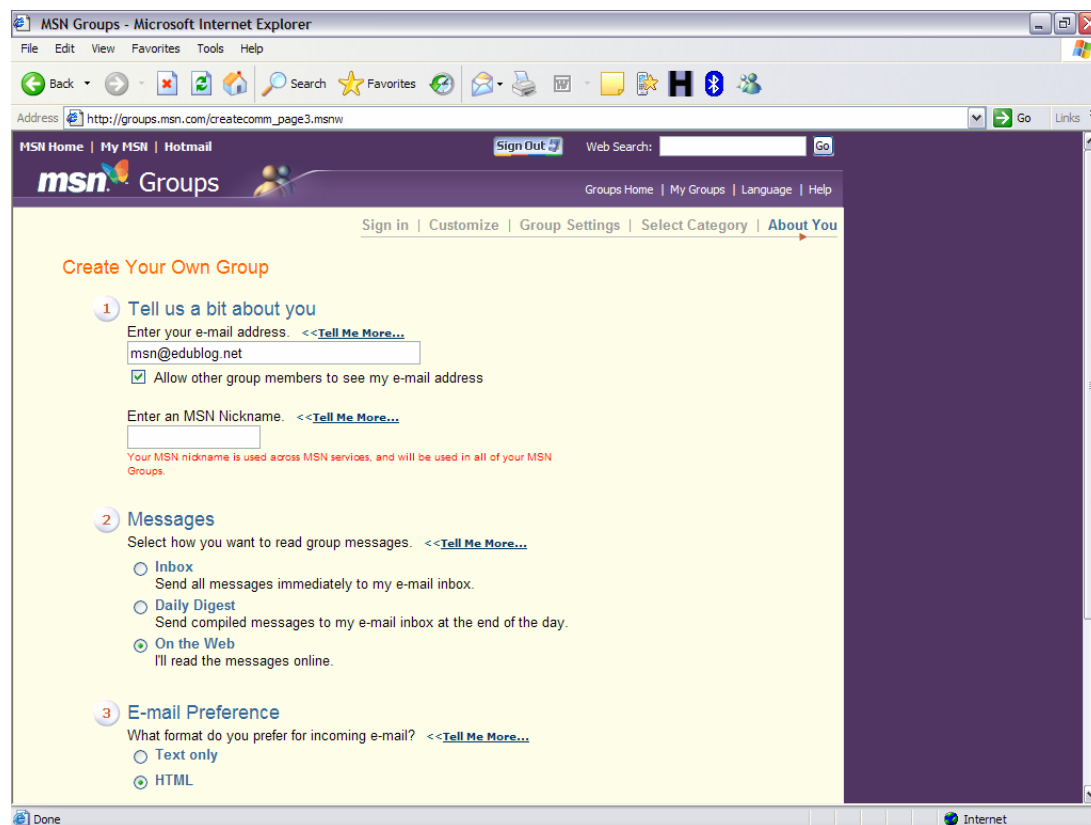 MSN Groups - Microsoft Internet Explorer
File Edit View Favorites Tools Help
Back Search Favorites
Address http://groups.msn.com/createcomm_page3.msnw Go Links
MSN Home | My MSN | Hotmail Sign Out Web Search: Go
msn Groups
Groups Home | My Groups | Language | Help
Sign in | Customize | Group Settings | Select Category | About You
Create Your Own Group
1 Tell us a bit about you
Enter your e-mail address. <<Tell Me More...
msn@edublog.net
Allow other group members to see my e-mail address
Enter an MSN Nickname. <<Tell Me More...
Your MSN nickname is used across MSN services, and will be used in all of your MSN
Groups.
2 Messages
Select how you want to read group messages. <<Tell Me More...
Inbox
Send all messages immediately to my e-mail inbox.
Daily Digest
Send compiled messages to my e-mail inbox at the end of the day.
On the Web
I'll read the messages online.
3 E-mail Preference
What format do you prefer for incoming e-mail? <<Tell Me More...
Text only
HTML
Done Internet